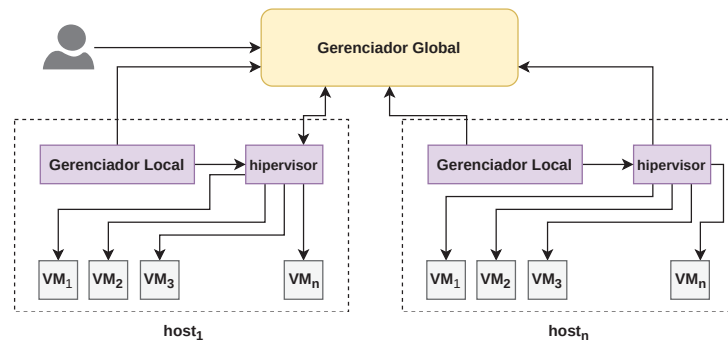 Gerenciador Global
Gerenciador Local
hipervisor
VM1
VM2
VM3
VMn
host1
Gerenciador Local
hipervisor
VM1
VM2
VM3
VMn
hostn